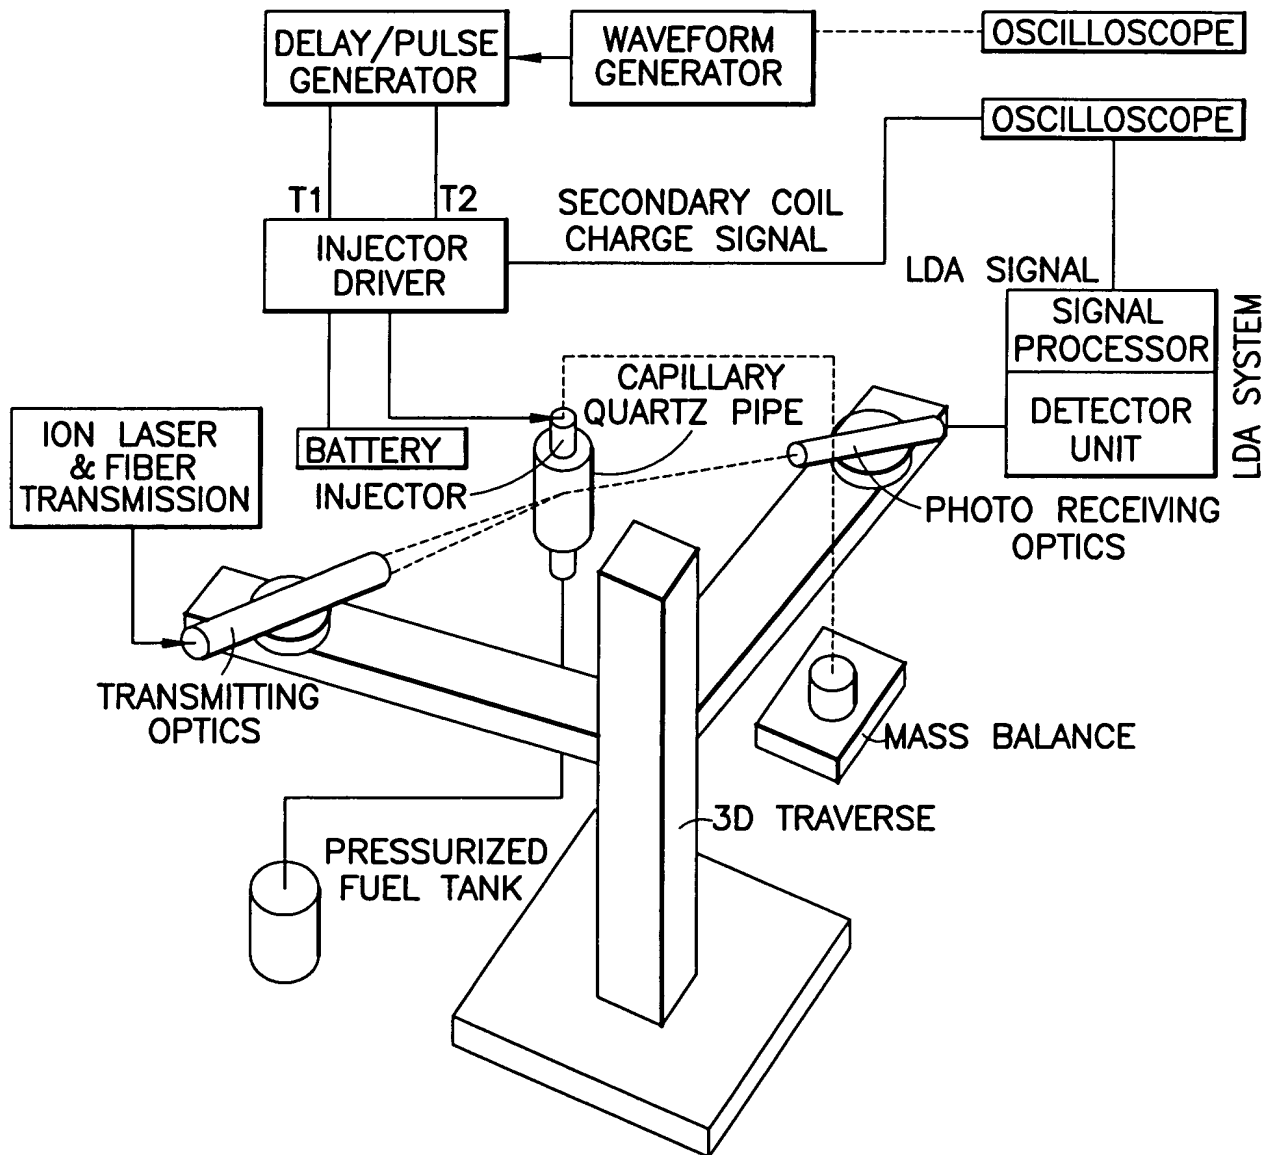 DELAY/PULSE
GENERATOR
WAVEFORM
GENERATOR
OSCILLOSCOPE
OSCILLOSCOPE
T1
T2
SECONDARY COIL
CHARGE SIGNAL
INJECTOR
DRIVER
LDA SIGNAL
SIGNAL
PROCESSOR
DETECTOR
UNIT
LDA SYSTEM
CAPILLARY
QUARTZ PIPE
ION LASER
& FIBER
TRANSMISSION
BATTERY
INJECTOR
PHOTO RECEIVING
OPTICS
TRANSMITTING
OPTICS
MASS BALANCE
3D TRAVERSE
PRESSURIZED
FUEL TANK